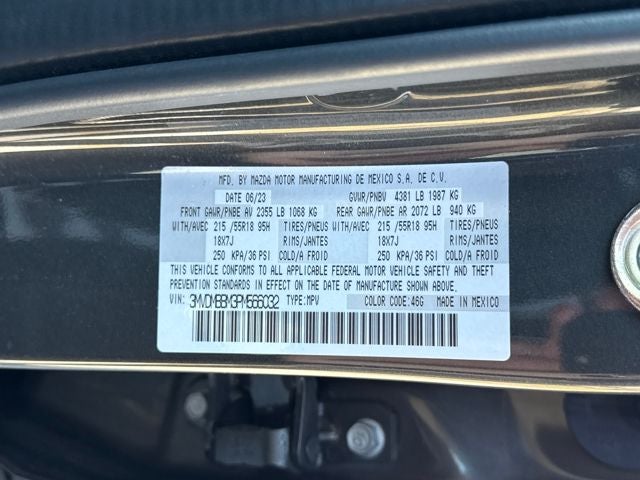 MFD. BY MAZDA MOTOR MANUFACTURING DE MEXICO S.A. DE C.V.
DATE 06/23 GVWR/PNBV 4381 LB 1987 KG
FRONT GAWR/PNBE AV 2355 LB 1068 KG REAR GAWR/PNBE AR 2072 LB 940 KG
WITH/AVEC 215/55R18 95H TIRES/PNEUS WITH/AVEC 215/55R18 95H TIRES/PNEUS
18X7J RIMS/JANTES 18X7J RIMS/JANTES
250 KPA/36 PSI COLD/A FROID 250 KPA/36 PSI COLD/A FROID
THIS VEHICLE CONFORMS TO ALL APPLICABLE FEDERAL MOTOR VEHICLE SAFETY AND THEFT
PREVENTION STANDARDS IN EFFECT ON THE DATE OF MANUFACTURE SHOWN ABOVE.
VIN: 3MVDMBBM3PM566032 TYPE: MPV COLOR CODE: 46G MADE IN MEXICO